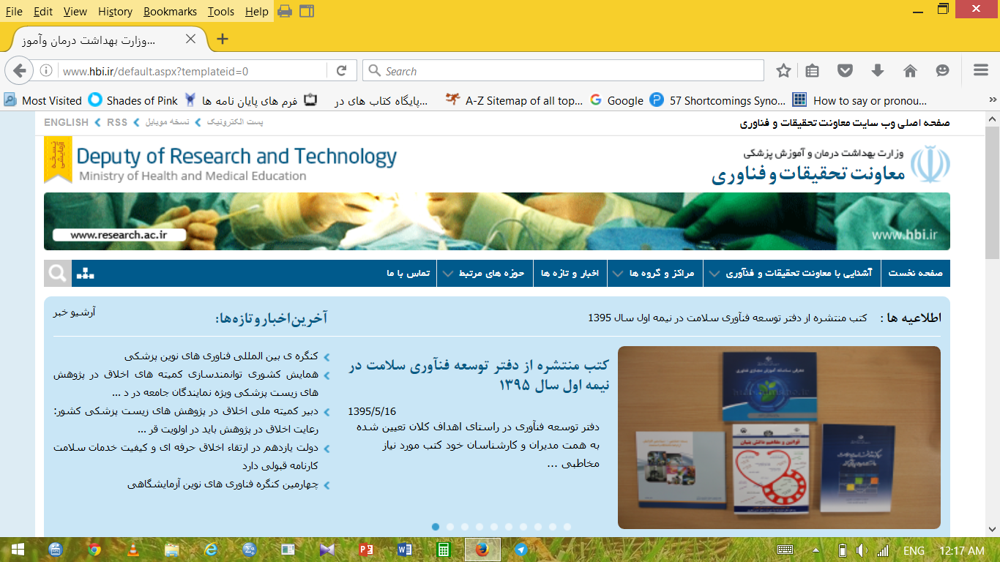 File Edit View History Bookmarks Tools Help
وزارت بهداشت درمان وآموز...
www.hbi.ir/default.aspx?templateid=0
Search
Most Visited Shades of Pink فرم های پایان نامه ها پایگاه کتاب های در... A-Z Sitemap of all top... Google 57 Shortcomings Syno... How to say or pronou...
ENGLISH RSS نسخه موبایل پست الکترونیک
صفحه اصلی وب سایت معاونت تحقیقات و فناوری
نسخه آزمایشی
Deputy of Research and Technology
Ministry of Health and Medical Education
وزارت بهداشت درمان و آموزش پزشکی
معاونت تحقیقات و فناوری
www.research.ac.ir
www.hbi.ir
صفحه نخست آشنایی با معاونت تحقیقات و فنآوری مراکز و گروه ها اخبار و تازه ها حوزه های مرتبط تماس با ما
اطلاعیه ها : کتب منتشره از دفتر توسعه فنآوری سلامت در نیمه اول سال 1395
کتب منتشره از دفتر توسعه فنآوری سلامت در
نیمه اول سال ۱۳۹۵
1395/5/16
دفتر توسعه فنآوری در راستای اهداف کلان تعیین شده
به همت مدیران و کارشناسان خود کتب مورد نیاز
مخاطبی ...
قوانین و مفاهیم دانش بنیان
آخرین اخبار و تازه ها:
آرشیو خبر
کنگره ی بین المللی فناوری های نوین پزشکی
همایش کشوری توانمندسازی کمیته های اخلاق در پژوهش
های زیست پزشکی ویژه نمایندگان جامعه در د ...
دبیر کمیته ملی اخلاق در پژوهش های زیست پزشکی کشور:
رعایت اخلاق در پژوهش باید در اولویت قر ...
دولت یازدهم در ارتقاء اخلاق حرفه ای و کیفیت خدمات سلامت
کارنامه قبولی دارد
چهارمین کنگره فناوری های نوین آزمایشگاهی
ENG 12:17 AM